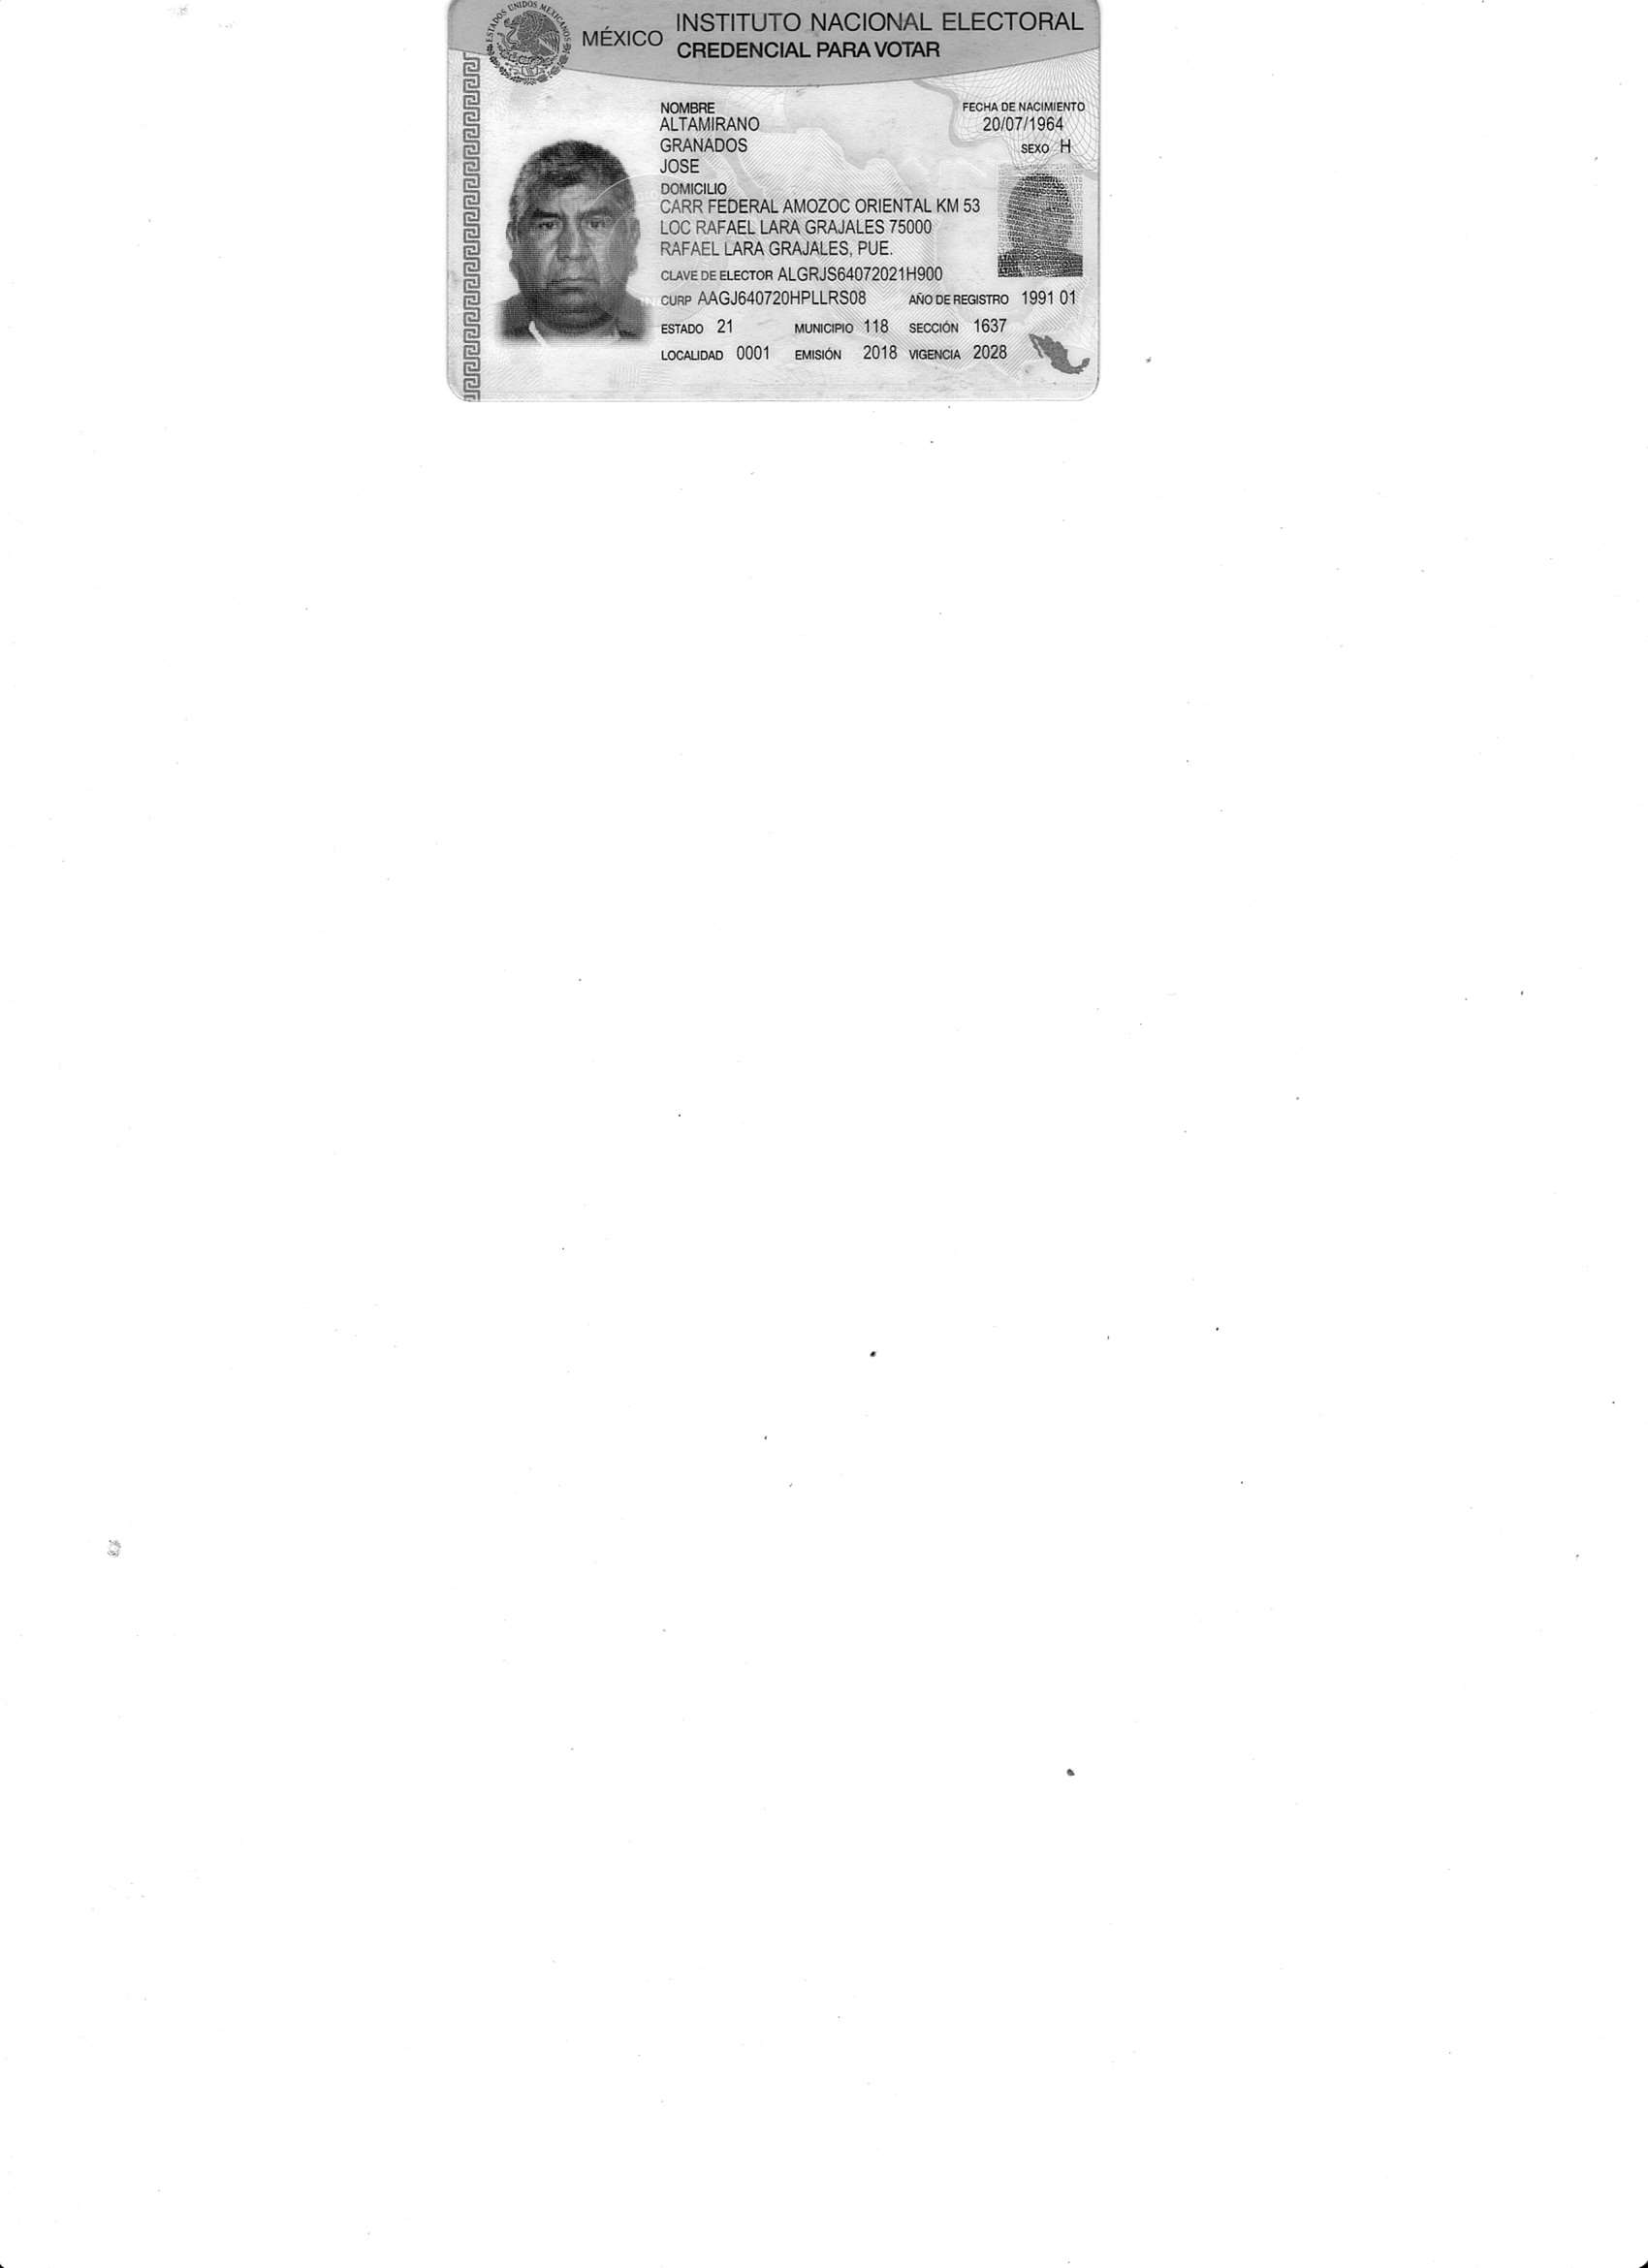 ESTADOS UNIDOS MEXICANOS
MÉXICO
INSTITUTO NACIONAL ELECTORAL
CREDENCIAL PARA VOTAR
NOMBRE
ALTAMIRANO
GRANADOS
JOSE
FECHA DE NACIMIENTO
20/07/1964
SEXO H
DOMICILIO
CARR FEDERAL AMOZOC ORIENTAL KM 53
LOC RAFAEL LARA GRAJALES 75000
RAFAEL LARA GRAJALES, PUE.
CLAVE DE ELECTOR ALGRJS64072021H900
CURP AAGJ640720HPLLRS08 AÑO DE REGISTRO 1991 01
ESTADO 21 MUNICIPIO 118 SECCIÓN 1637
LOCALIDAD 0001 EMISIÓN 2018 VIGENCIA 2028